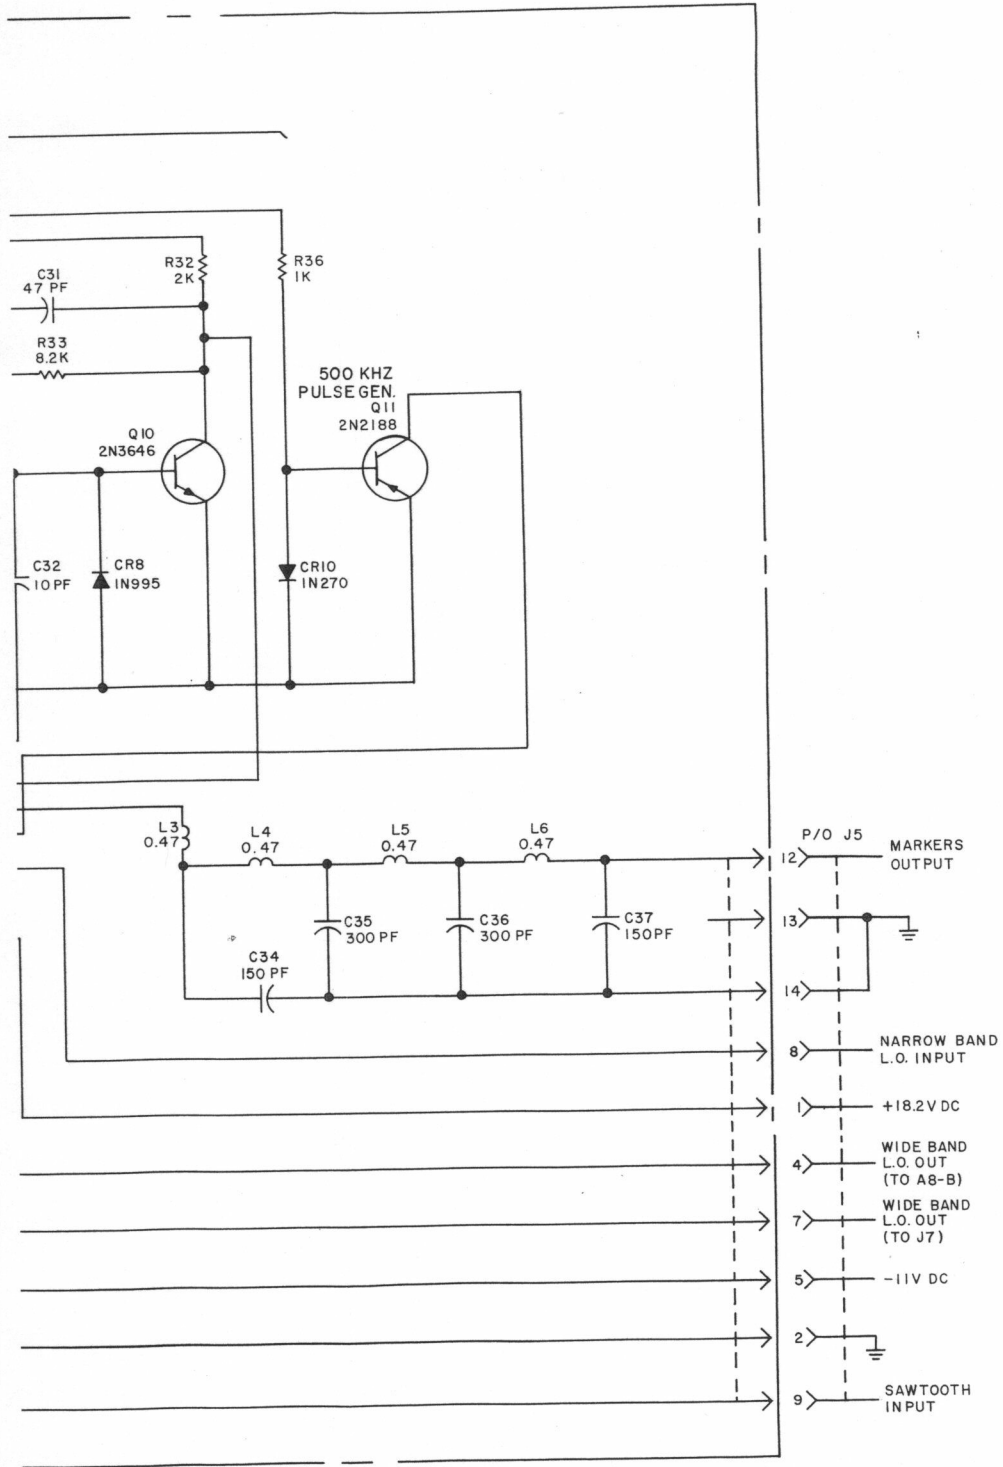 C31
47 PF
R32
2K
R36
1K
R33
8.2K
500 KHZ
PULSE GEN.
Q11
2N2188
Q10
2N3646
C32
10 PF
CR8
1N995
CR10
1N270
L3
0.47
L4
0.47
L5
0.47
L6
0.47
C35
300 PF
C36
300 PF
C37
150PF
C34
150 PF
P/O J5
12
MARKERS
OUTPUT
13
14
8
NARROW BAND
L.O. INPUT
1
+18.2V DC
4
WIDE BAND
L.O. OUT
(TO A8-B)
7
WIDE BAND
L.O. OUT
(TO J7)
5
-11V DC
2
9
SAWTOOTH
INPUT